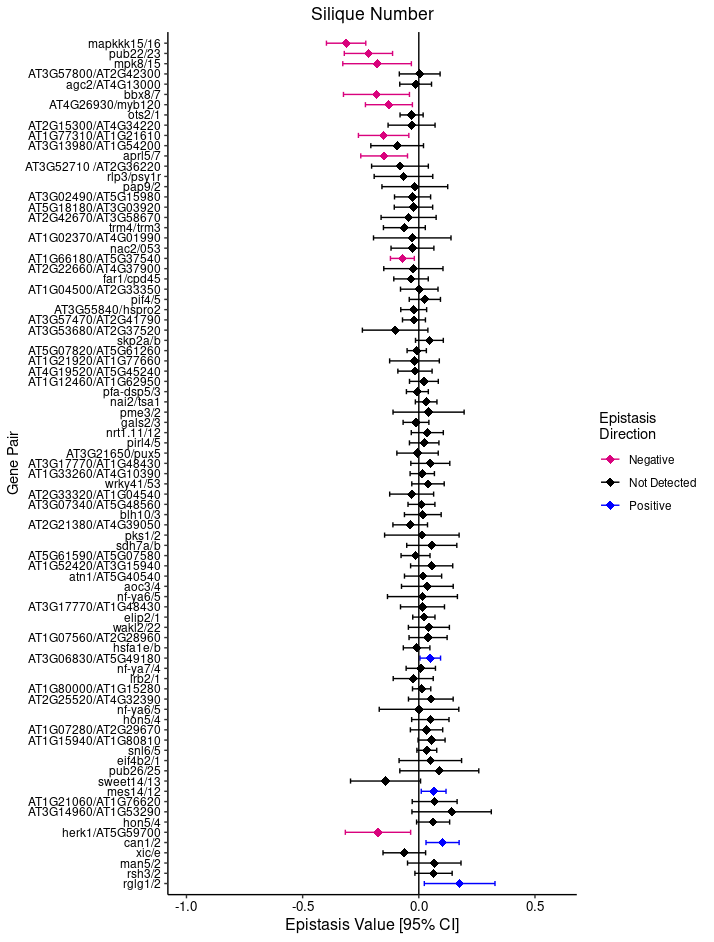 Silique Number
mapkkk15/16
pub22/23
mpk8/15
AT3G57800/AT2G42300
agc2/AT4G13000
bbx8/7
AT4G26930/myb120
ots2/1
AT2G15300/AT4G34220
AT1G77310/AT1G21610
AT3G13980/AT1G54200
aprl5/7
AT3G52710 /AT2G36220
rlp3/psy1r
pap9/2
AT3G02490/AT5G15980
AT5G18180/AT3G03920
AT2G42670/AT3G58670
trm4/trm3
AT1G02370/AT4G01990
nac2/053
AT1G66180/AT5G37540
AT2G22660/AT4G37900
far1/cpd45
AT1G04500/AT2G33350
pif4/5
AT3G55840/hspro2
AT3G57470/AT2G41790
AT3G53680/AT2G37520
skp2a/b
AT5G07820/AT5G61260
AT1G21920/AT1G77660
AT4G19520/AT5G45240
AT1G12460/AT1G62950
pfa-dsp5/3
nai2/tsa1
pme3/2
gals2/3
nrt1.11/12
pirl4/5
AT3G21650/pux5
AT3G17770/AT1G48430
AT1G33260/AT4G10390
wrky41/53
AT2G33320/AT1G04540
AT3G07340/AT5G48560
blh10/3
AT2G21380/AT4G39050
pks1/2
sdh7a/b
AT5G61590/AT5G07580
AT1G52420/AT3G15940
atn1/AT5G40540
aoc3/4
nf-ya6/5
AT3G17770/AT1G48430
elip2/1
wakl2/22
AT1G07560/AT2G28960
hsfa1e/b
AT3G06830/AT5G49180
nf-ya7/4
lrb2/1
AT1G80000/AT1G15280
AT2G25520/AT4G32390
nf-ya6/5
hon5/4
AT1G07280/AT2G29670
AT1G15940/AT1G80810
snl6/5
eif4b2/1
pub26/25
sweet14/13
mes14/12
AT1G21060/AT1G76620
AT3G14960/AT1G53290
hon5/4
herk1/AT5G59700
can1/2
xic/e
man5/2
rsh3/2
rglg1/2
Gene Pair
-1.0 -0.5 0.0 0.5
Epistasis Value [95% CI]
Epistasis
Direction
Negative
Not Detected
Positive